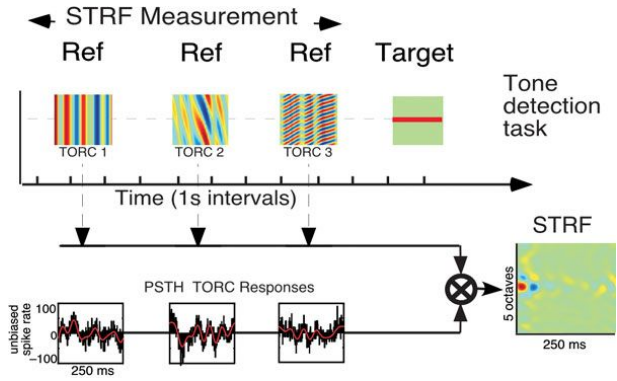 STRF Measurement
Ref
Ref
Ref
Target
Tone
detection
task
TORC 1
TORC 2
TORC 3
Time (1s intervals)
STRF
PSTH TORC Responses
unbiased
spike rate
100
0
-100
250 ms
5 octaves
250 ms